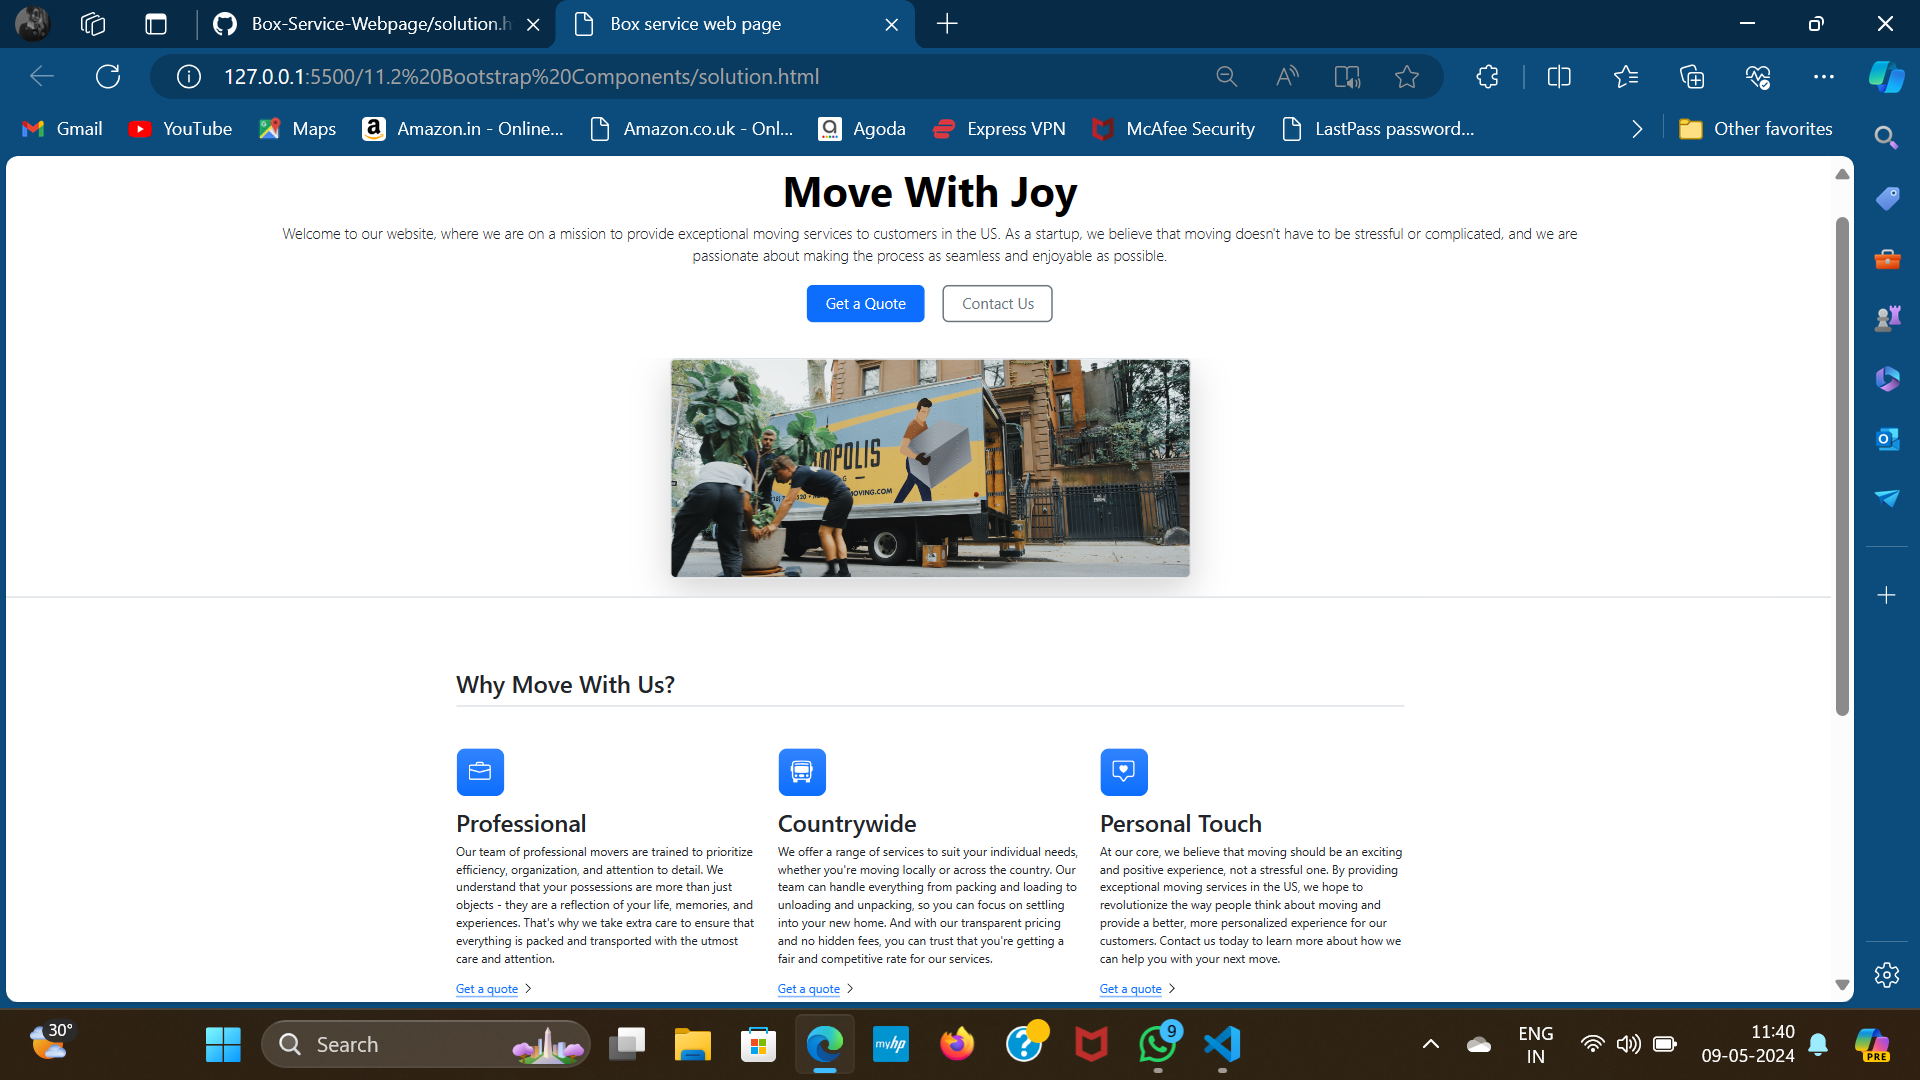 Box-Service-Webpage/solution.h
Box service web page
127.0.0.1:5500/11.2%20Bootstrap%20Components/solution.html
Gmail
YouTube
Maps
Amazon.in - Online...
Amazon.co.uk - Onl...
Agoda
Express VPN
McAfee Security
LastPass password...
Other favorites
Move With Joy
Welcome to our website, where we are on a mission to provide exceptional moving services to customers in the US. As a startup, we believe that moving doesn't have to be stressful or complicated, and we are
passionate about making the process as seamless and enjoyable as possible.
Get a Quote
Contact Us
POLIS
MOVING.COM
Why Move With Us?
Professional
Our team of professional movers are trained to prioritize
efficiency, organization, and attention to detail. We
understand that your possessions are more than just
objects - they are a reflection of your life, memories, and
experiences. That's why we take extra care to ensure that
everything is packed and transported with the utmost
care and attention.
Get a quote
Countrywide
We offer a range of services to suit your individual needs,
whether you're moving locally or across the country. Our
team can handle everything from packing and loading to
unloading and unpacking, so you can focus on settling
into your new home. And with our transparent pricing
and no hidden fees, you can trust that you're getting a
fair and competitive rate for our services.
Get a quote
Personal Touch
At our core, we believe that moving should be an exciting
and positive experience, not a stressful one. By providing
exceptional moving services in the US, we hope to
revolutionize the way people think about moving and
provide a better, more personalized experience for our
customers. Contact us today to learn more about how we
can help you with your next move.
Get a quote
30°
Search
myhp
9
ENG
IN
11:40
09-05-2024
PRE